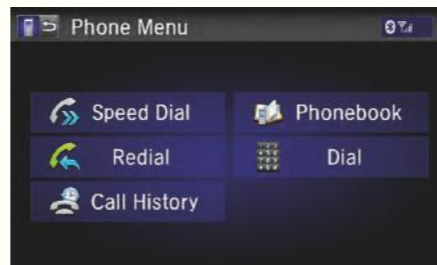 Phone Menu
Speed Dial
Phonebook
Redial
Dial
Call History